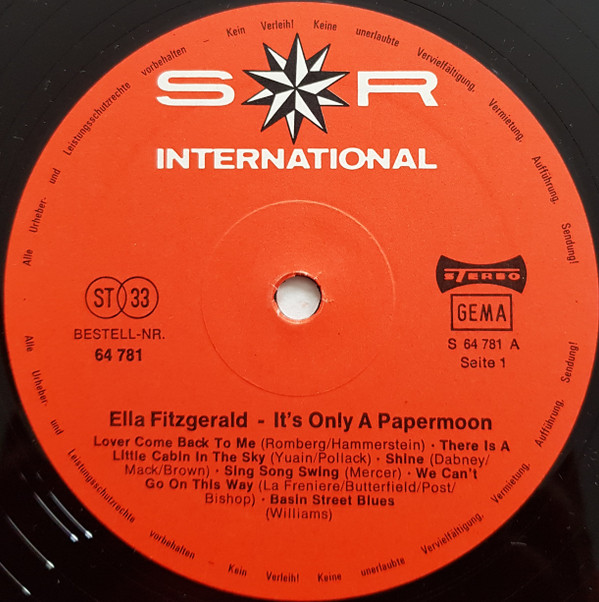 Alle Urheber- und Leistungsschutzrechte vorbehalten Kein Verleih! Keine unerlaubte Vervielfältigung, Vermietung, Aufführung, Sendung!
S R
INTERNATIONAL
STEREO
ST 33
GEMA
BESTELL-NR.
64 781
S 64 781 A
Seite 1
Ella Fitzgerald - It's Only A Papermoon
Lover Come Back To Me (Romberg/Hammerstein) · There Is A
Little Cabin In The Sky (Yuain/Pollack) · Shine (Dabney/
Mack/Brown) · Sing Song Swing (Mercer) · We Can't
Go On This Way (La Freniere/Butterfield/Post/
Bishop) · Basin Street Blues
(Williams)
Alle Urheber- und Leistungsschutzrechte vorbehalten Kein Verleih! Keine unerlaubte Vervielfältigung, Vermietung, Aufführung, Sendung!